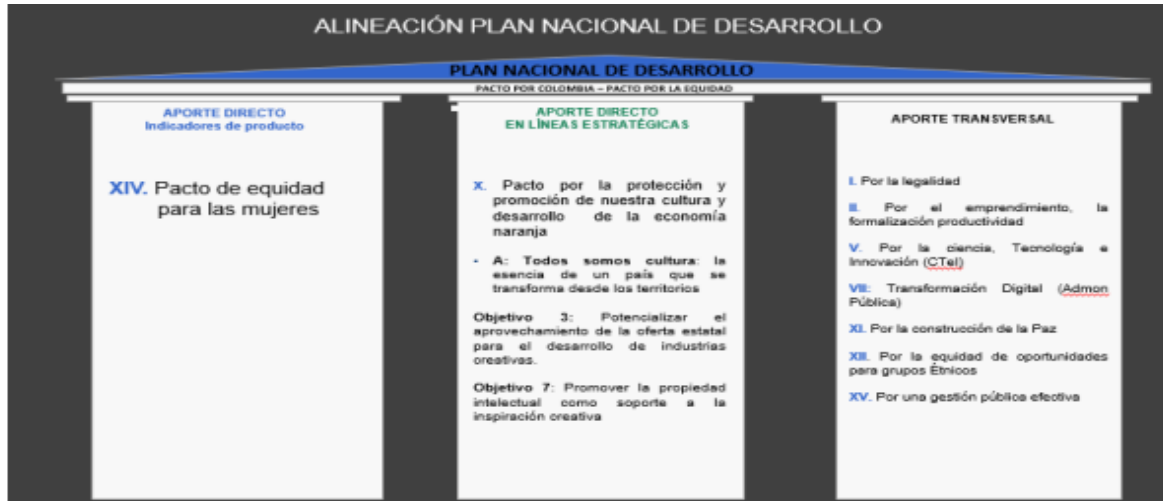 ALINEACIÓN PLAN NACIONAL DE DESARROLLO
PLAN NACIONAL DE DESARROLLO
PACTO POR COLOMBIA – PACTO POR LA EQUIDAD
APORTE DIRECTO
Indicadores de producto
XIV. Pacto de equidad
para las mujeres
APORTE DIRECTO
EN LÍNEAS ESTRATÉGICAS
X. Pacto por la protección y
promoción de nuestra cultura y
desarrollo de la economía
naranja
- A: Todos somos cultura: la
esencia de un país que se
transforma desde los territorios
Objetivo 3: Potencializar el
aprovechamiento de la oferta estatal
para el desarrollo de industrias
creativas.
Objetivo 7: Promover la propiedad
intelectual como soporte a la
inspiración creativa
APORTE TRANSVERSAL
I. Por la legalidad
II. Por el emprendimiento, la
formalización productividad
V. Por la ciencia, Tecnología e
Innovación (CTeI)
VII: Transformación Digital (Admon
Pública)
XI. Por la construcción de la Paz
XII. Por la equidad de oportunidades
para grupos Étnicos
XV. Por una gestión pública efectiva